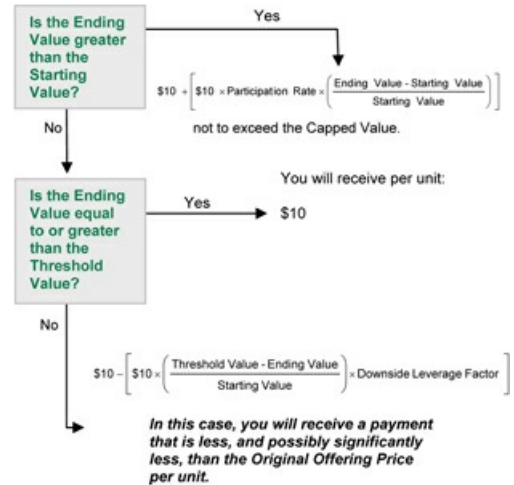 Is the Ending
Value greater
than the
Starting
Value?
Yes
$10 + [ $10 × Participation Rate × ( Ending Value - Starting Value / Starting Value ) ]
not to exceed the Capped Value.
No
You will receive per unit:
Is the Ending
Value equal
to or greater
than the
Threshold
Value?
Yes
$10
No
$10 – [ $10 × ( Threshold Value - Ending Value / Starting Value ) × Downside Leverage Factor ]
In this case, you will receive a payment
that is less, and possibly significantly
less, than the Original Offering Price
per unit.